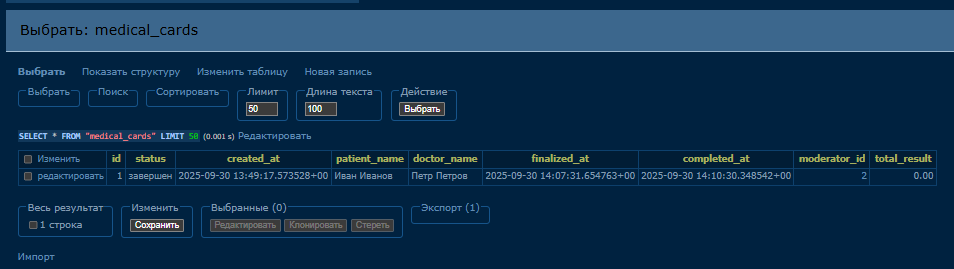 Выбрать: medical_cards
Выбрать Показать структуру Изменить таблицу Новая запись
Выбрать Поиск Сортировать Лимит Длина текста Действие
50 100 Выбрать
SELECT * FROM "medical_cards" LIMIT 50 (0.001 s) Редактировать
Изменить id status created_at patient_name doctor_name finalized_at completed_at moderator_id total_result
редактировать 1 завершен 2025-09-30 13:49:17.573528+00 Иван Иванов Петр Петров 2025-09-30 14:07:31.654763+00 2025-09-30 14:10:30.348542+00 2 0.00
Весь результат Изменить Выбранные (0) Экспорт (1)
1 строка Сохранить Редактировать Клонировать Стереть
Импорт